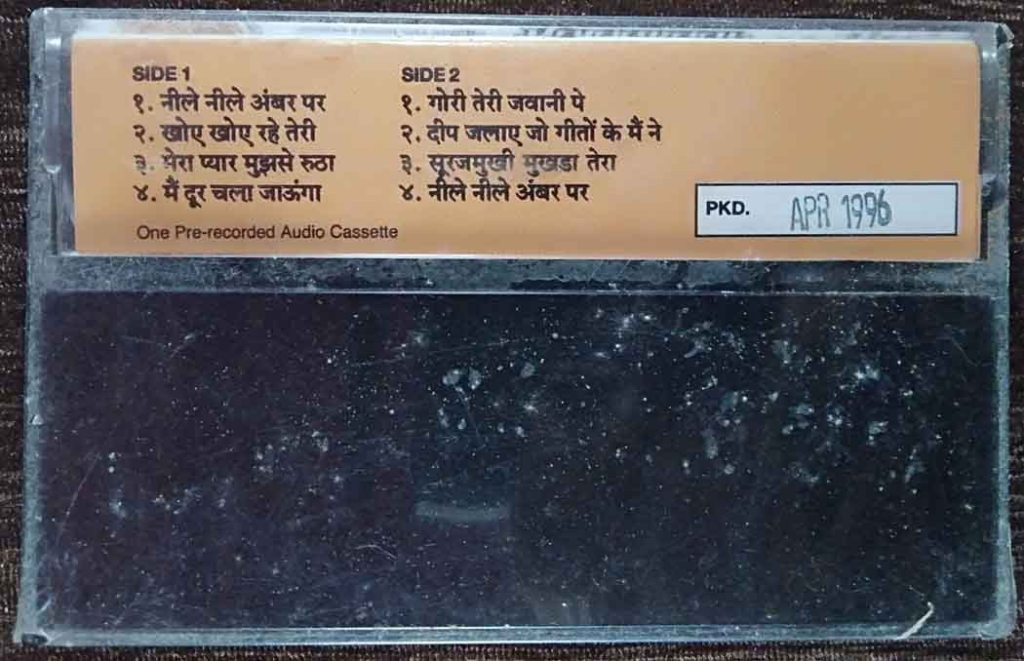 SIDE 1
१. नीले नीले अंबर पर
२. खोए खोए रहे तेरी
३. मेरा प्यार मुझसे रुठा
४. मैं दूर चला जाऊंगा
SIDE 2
१. गोरी तेरी जवानी पे
२. दीप जलाए जो गीतों के मैं ने
३. सूरजमुखी मुखडा तेरा
४. नीले नीले अंबर पर
One Pre-recorded Audio Cassette
PKD. APR 1996